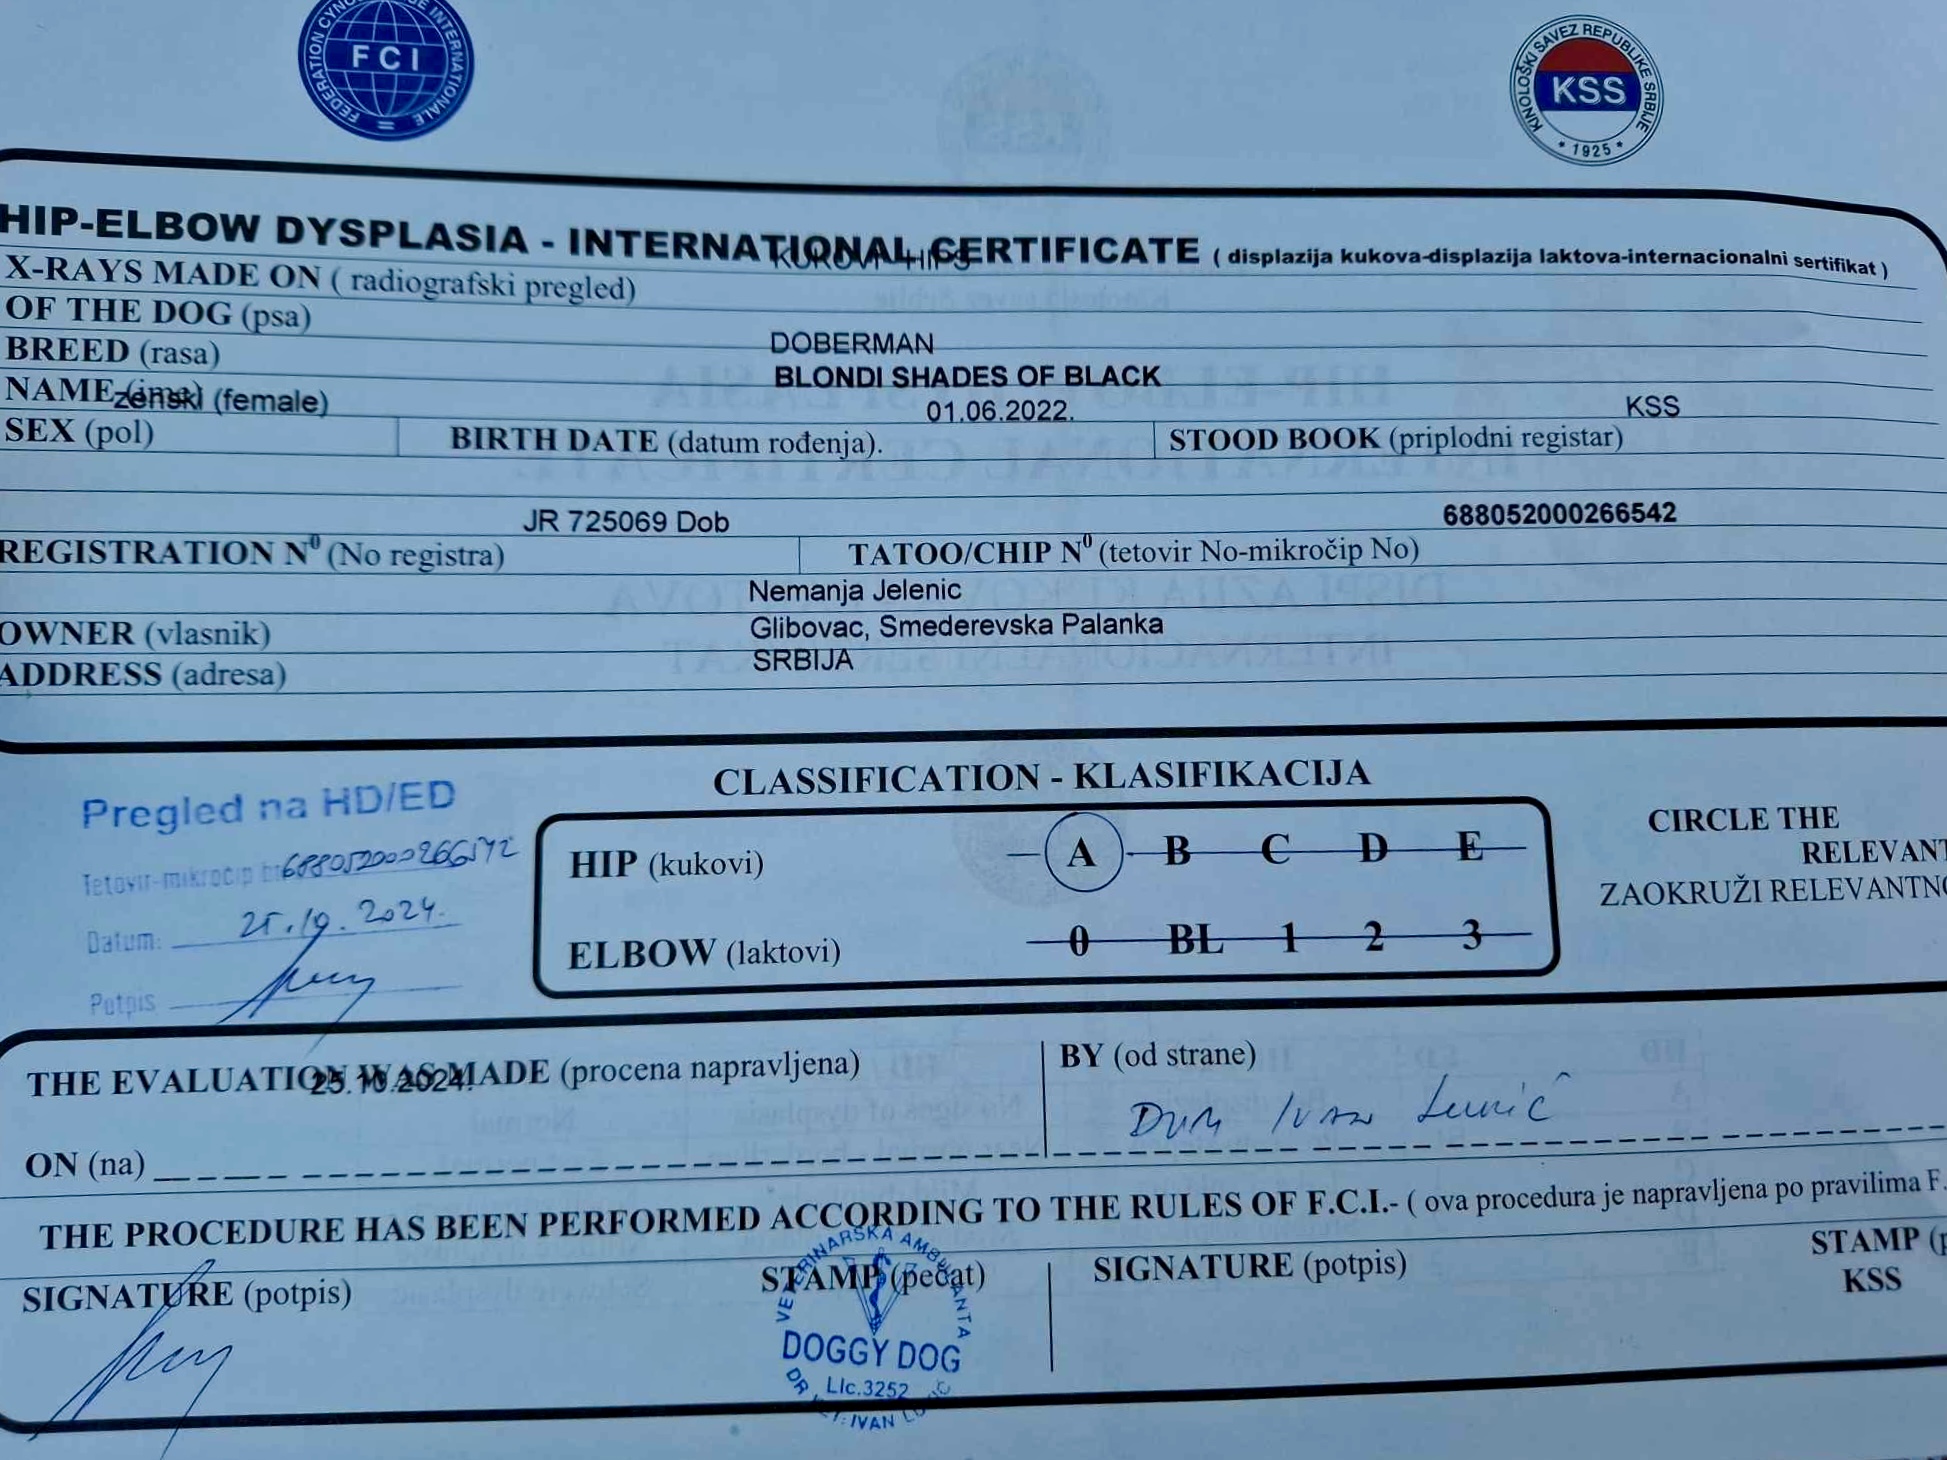 FEDERATION CYNOLOGIQUE INTERNATIONALE
FCI
KINOLOŠKI SAVEZ REPUBLIKE SRBIJE
KSS
* 1925 *
HIP-ELBOW DYSPLASIA - INTERNATIONAL CERTIFICATE ( displazija kukova-displazija laktova-internacionalni sertifikat )
KUKOVI - HIPS
X-RAYS MADE ON ( radiografski pregled)
OF THE DOG (psa)
DOBERMAN
BREED (rasa)
BLONDI SHADES OF BLACK
NAME (ime)
ženski (female)
01.06.2022.
KSS
SEX (pol)
BIRTH DATE (datum rođenja).
STOOD BOOK (priplodni registar)
JR 725069 Dob
688052000266542
REGISTRATION N⁰ (No registra)
TATOO/CHIP N⁰ (tetovir No-mikročip No)
Nemanja Jelenic
OWNER (vlasnik)
Glibovac, Smederevska Palanka
ADDRESS (adresa)
SRBIJA
CLASSIFICATION - KLASIFIKACIJA
Pregled na HD/ED
Tetovir-mikročip br 688052000266542
Datum: 25.10.2024.
Potpis
HIP (kukovi) A B C D E
ELBOW (laktovi) 0 BL 1 2 3
CIRCLE THE
RELEVANT
ZAOKRUŽI RELEVANTNO
THE EVALUATION WAS MADE (procena napravljena)
25.10.2024.
BY (od strane)
DVM Ivan
ON (na)
THE PROCEDURE HAS BEEN PERFORMED ACCORDING TO THE RULES OF F.C.I.- ( ova procedura je napravljena po pravilima F.
SIGNATURE (potpis)
STAMP (pečat)
SIGNATURE (potpis)
STAMP (p
KSS
VETERINARSKA AMBULANTA
DOGGY DOG
Lic.3252
DR VET. IVAN